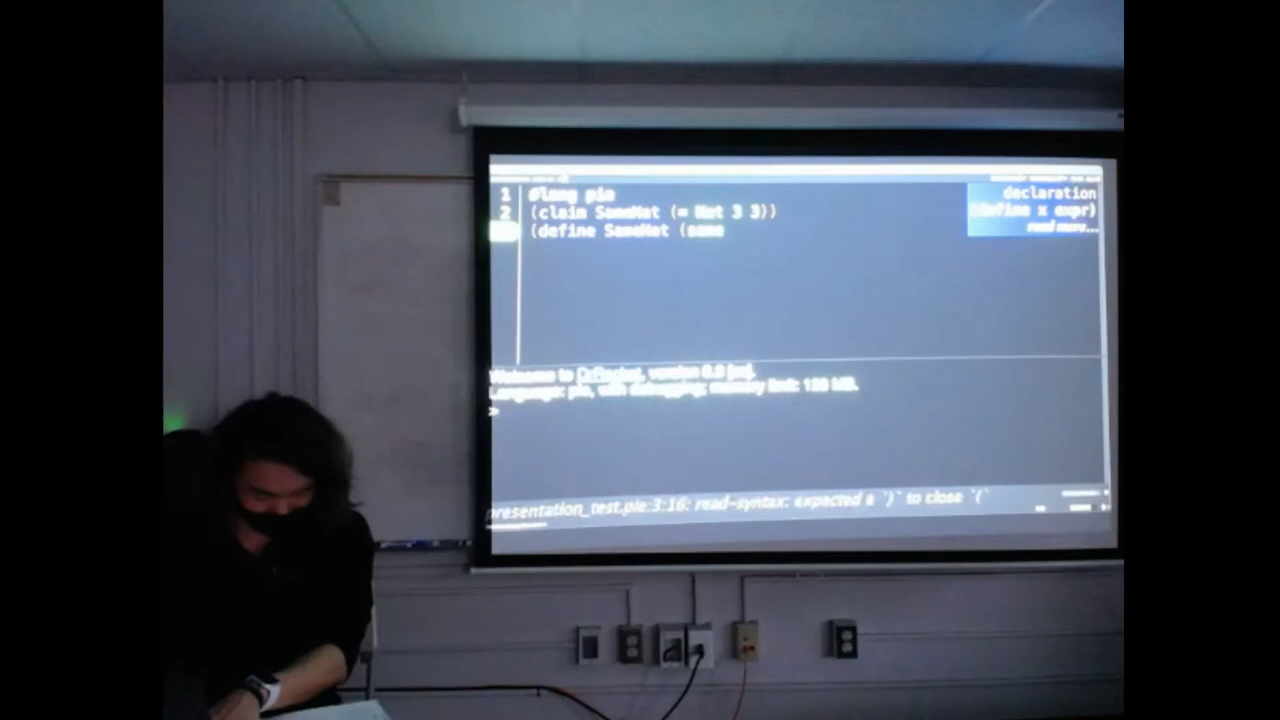 1 #lang pie
2 (claim SameNat (= Nat 3 3))
(define SameNat (same
declaration
(define x expr)
read more...
Welcome to DrRacket, version 8.3 [cs].
Language: pie, with debugging; memory limit: 128 MB.
>
presentation_test.pie:3:16: read-syntax: expected a `)` to close `(`